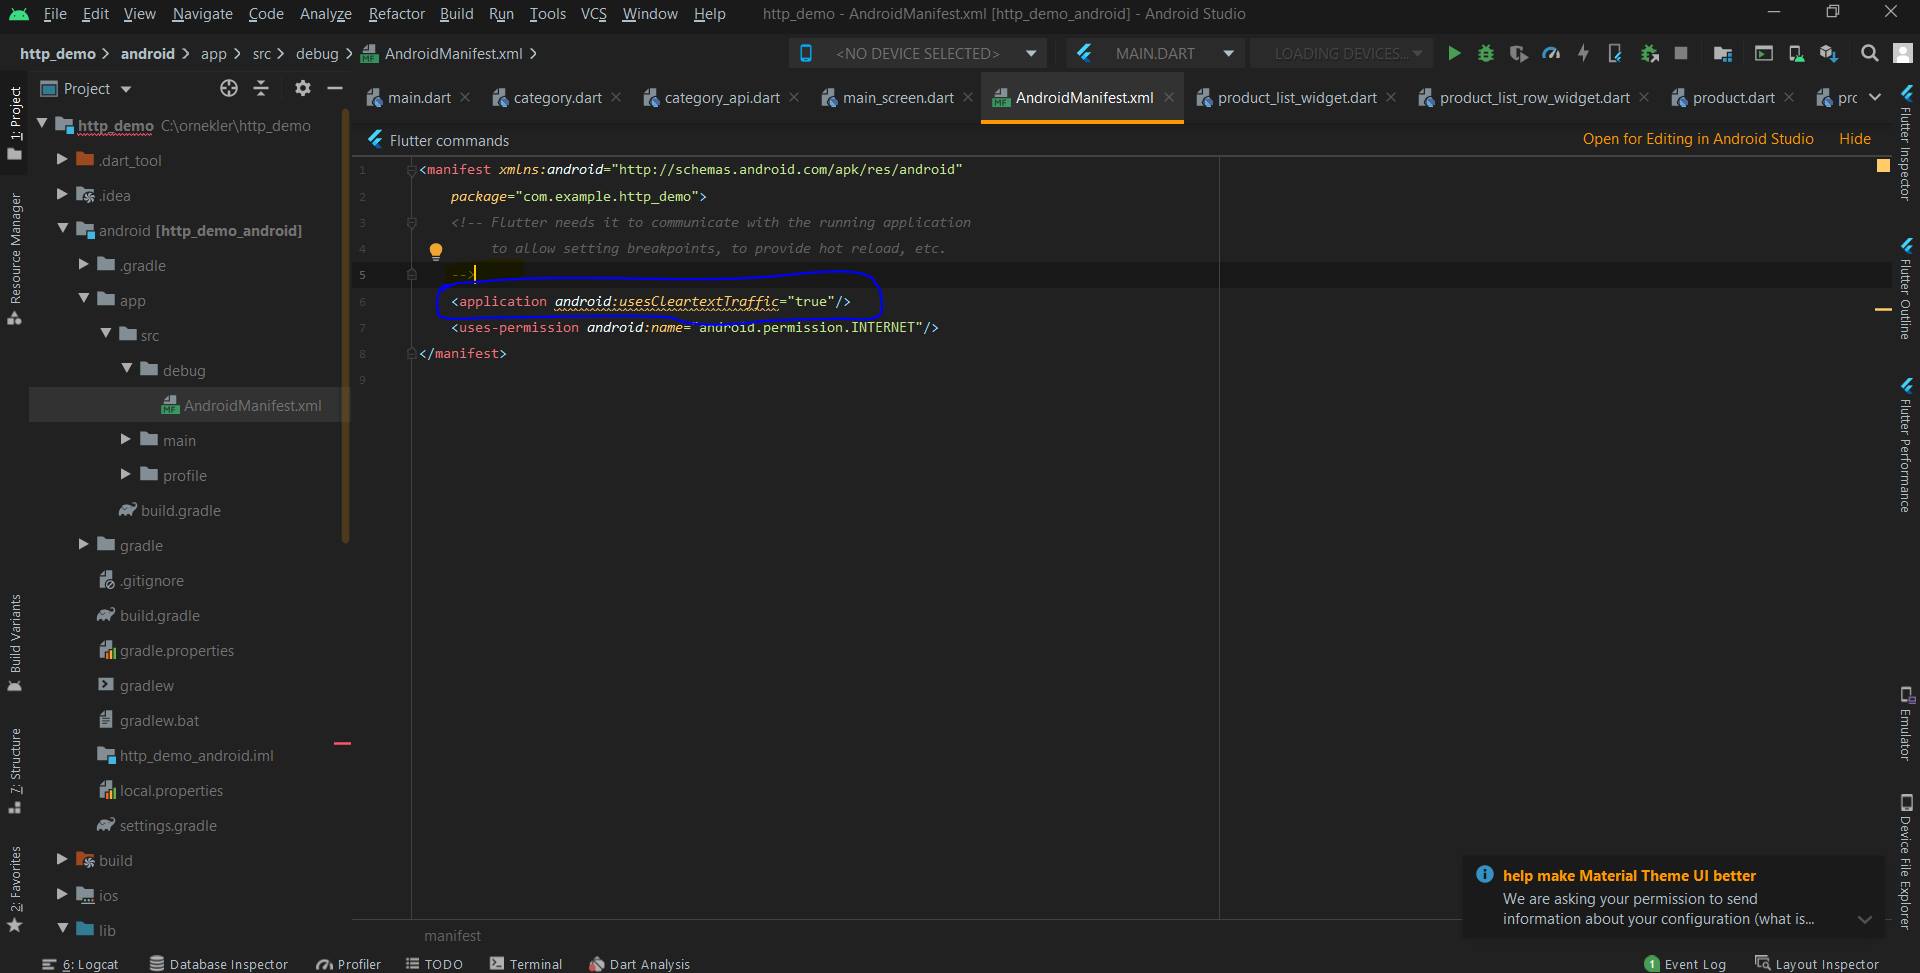 File Edit View Navigate Code Analyze Refactor Build Run Tools VCS Window Help http_demo - AndroidManifest.xml [http_demo_android] - Android Studio
http_demo android app src debug AndroidManifest.xml <NO DEVICE SELECTED> MAIN.DART LOADING DEVICES...
Project
main.dart category.dart category_api.dart main_screen.dart AndroidManifest.xml product_list_widget.dart product_list_row_widget.dart product.dart prc
Flutter commands Open for Editing in Android Studio Hide
1 <manifest xmlns:android="http://schemas.android.com/apk/res/android"
2 package="com.example.http_demo">
3 <!-- Flutter needs it to communicate with the running application
4 to allow setting breakpoints, to provide hot reload, etc.
5 -->
6 <application android:usesCleartextTraffic="true"/>
7 <uses-permission android:name="android.permission.INTERNET"/>
8 </manifest>
9
manifest
http_demo C:\ornekler\http_demo
.dart_tool
.idea
android [http_demo_android]
.gradle
app
src
debug
MF AndroidManifest.xml
main
profile
build.gradle
gradle
.gitignore
build.gradle
gradle.properties
gradlew
gradlew.bat
http_demo_android.iml
local.properties
settings.gradle
build
ios
lib
1: Project
Resource Manager
Build Variants
7: Structure
2: Favorites
Flutter Inspector
Flutter Outline
Flutter Performance
Emulator
Device File Explorer
help make Material Theme UI better
We are asking your permission to send
information about your configuration (what is...
6: Logcat Database Inspector Profiler TODO Terminal Dart Analysis 1 Event Log Layout Inspector